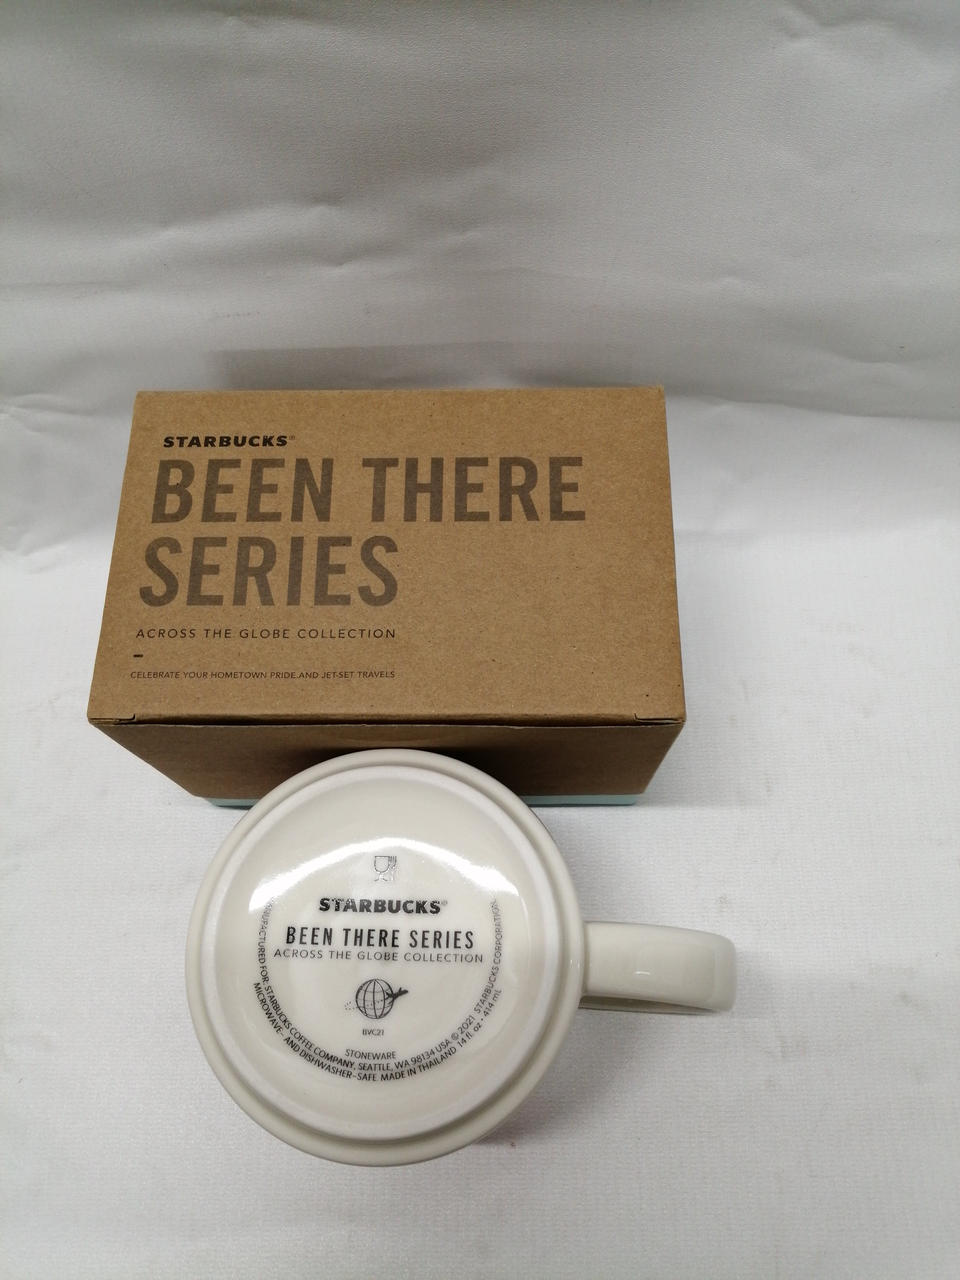 STARBUCKS®
BEEN THERE
SERIES
ACROSS THE GLOBE COLLECTION
CELEBRATE YOUR HOMETOWN PRIDE AND JET-SET TRAVELS
STARBUCKS®
BEEN THERE SERIES
ACROSS THE GLOBE COLLECTION
BVC21
STONEWARE
MANUFACTURED FOR: STARBUCKS COFFEE COMPANY, SEATTLE, WA 98134 USA © 2021 STARBUCKS CORPORATION.
MICROWAVE- AND DISHWASHER-SAFE. MADE IN THAILAND 14 fl oz • 414 mL